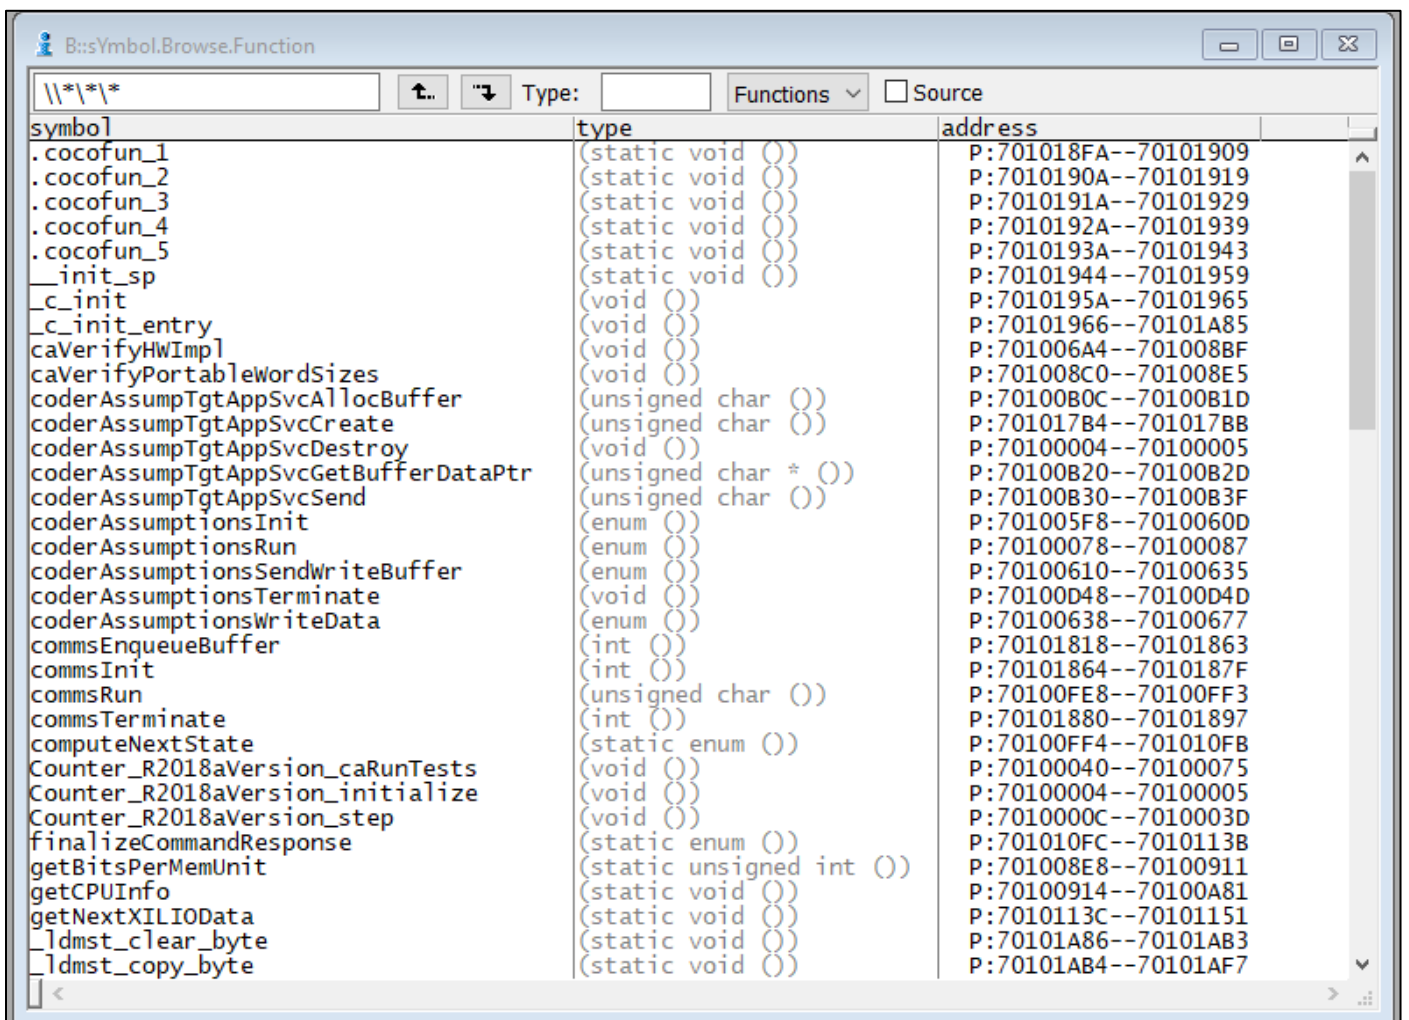 B::sYmbol.Browse.Function
\\*\*\* Type: Functions Source
symbol type address
.cocofun_1 (static void ()) P:701018FA--70101909
.cocofun_2 (static void ()) P:7010190A--70101919
.cocofun_3 (static void ()) P:7010191A--70101929
.cocofun_4 (static void ()) P:7010192A--70101939
.cocofun_5 (static void ()) P:7010193A--70101943
__init_sp (static void ()) P:70101944--70101959
_c_init (void ()) P:7010195A--70101965
_c_init_entry (void ()) P:70101966--70101A85
caVerifyHWImpl (void ()) P:701006A4--701008BF
caVerifyPortableWordSizes (void ()) P:701008C0--701008E5
coderAssumpTgtAppSvcAllocBuffer (unsigned char ()) P:70100B0C--70100B1D
coderAssumpTgtAppSvcCreate (unsigned char ()) P:701017B4--701017BB
coderAssumpTgtAppSvcDestroy (void ()) P:70100004--70100005
coderAssumpTgtAppSvcGetBufferDataPtr (unsigned char * ()) P:70100B20--70100B2D
coderAssumpTgtAppSvcSend (unsigned char ()) P:70100B30--70100B3F
coderAssumptionsInit (enum ()) P:701005F8--7010060D
coderAssumptionsRun (enum ()) P:70100078--70100087
coderAssumptionsSendWriteBuffer (enum ()) P:70100610--70100635
coderAssumptionsTerminate (void ()) P:70100D48--70100D4D
coderAssumptionsWriteData (enum ()) P:70100638--70100677
commsEnqueueBuffer (int ()) P:70101818--70101863
commsInit (int ()) P:70101864--7010187F
commsRun (unsigned char ()) P:70100FE8--70100FF3
commsTerminate (int ()) P:70101880--70101897
computeNextState (static enum ()) P:70100FF4--701010FB
Counter_R2018aVersion_caRunTests (void ()) P:70100040--70100075
Counter_R2018aVersion_initialize (void ()) P:70100004--70100005
Counter_R2018aVersion_step (void ()) P:7010000C--7010003D
finalizeCommandResponse (static enum ()) P:701010FC--7010113B
getBitsPerMemUnit (static unsigned int ()) P:701008E8--70100911
getCPUInfo (static void ()) P:70100914--70100A81
getNextXILIOData (static void ()) P:7010113C--70101151
_ldmst_clear_byte (static void ()) P:70101A86--70101AB3
_ldmst_copy_byte (static void ()) P:70101AB4--70101AF7